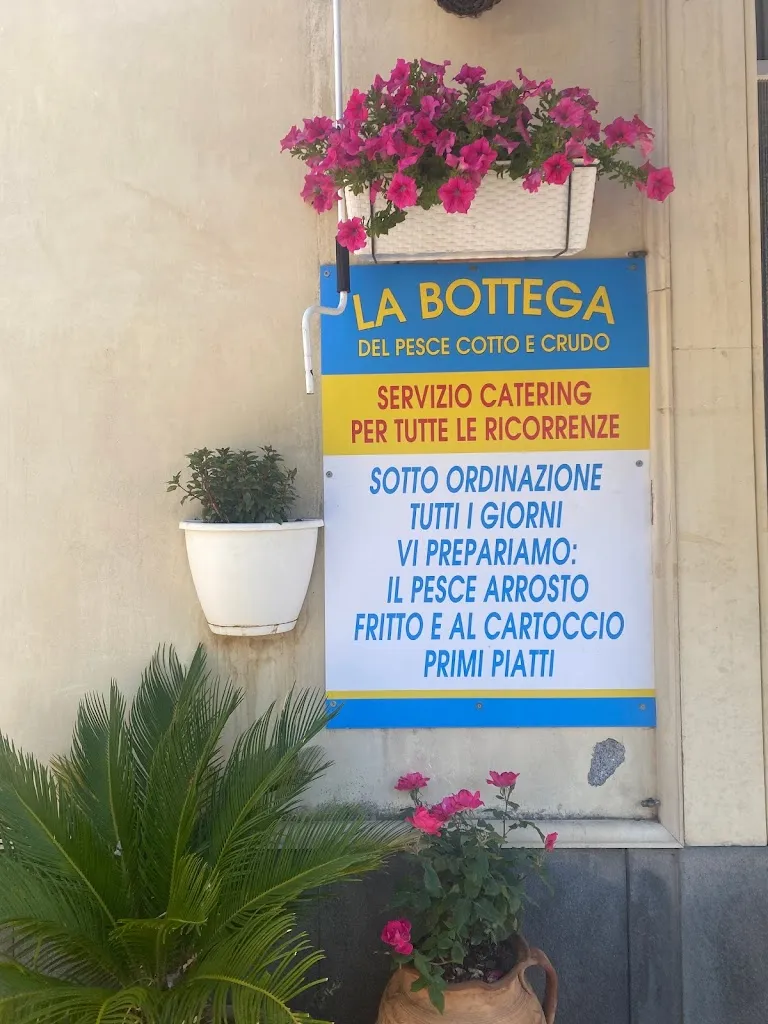 LA BOTTEGA
DEL PESCE COTTO E CRUDO
SERVIZIO CATERING
PER TUTTE LE RICORRENZE
SOTTO ORDINAZIONE
TUTTI I GIORNI
VI PREPARIAMO:
IL PESCE ARROSTO
FRITTO E AL CARTOCCIO
PRIMI PIATTI